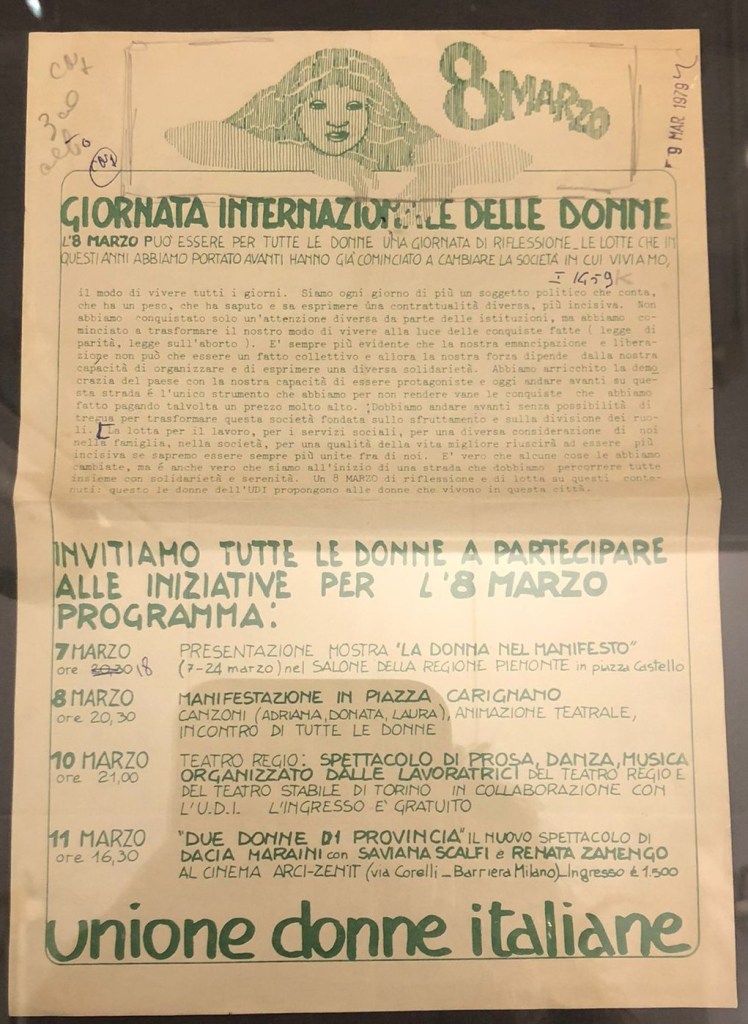 8 MARZO
9 MAR 1979
GIORNATA INTERNAZIONALE DELLE DONNE
L'8 MARZO PUO' ESSERE PER TUTTE LE DONNE UNA GIORNATA DI RIFLESSIONE_ LE LOTTE CHE IN
QUESTI ANNI ABBIAMO PORTATO AVANTI HANNO GIA' COMINCIATO A CAMBIARE LA SOCIETA' IN CUI VIVIAMO,
il modo di vivere tutti i giorni. Siamo ogni giorno di più un soggetto politico che conta,
che ha un peso, che ha saputo e sa esprimere una contrattualità diversa, più incisiva. Non
abbiamo conquistato solo un'attenzione diversa da parte delle istituzioni, ma abbiamo co-
minciato a trasformare il nostro modo di vivere alla luce delle conquiste fatte ( legge di
parità, legge sull'aborto ). E' sempre più evidente che la nostra emancipazione e libera-
zione non può che essere un fatto collettivo e allora la nostra forza dipende dalla nostra
capacità di organizzare e di esprimere una diversa solidarietà. Abbiamo arricchito la demo
crazia del paese con la nostra capacità di essere protagoniste e oggi andare avanti su que-
sta strada é l'unico strumento che abbiamo per non rendere vane le conquiste che abbiamo
fatto pagando talvolta un prezzo molto alto. Dobbiamo andare avanti senza possibilità di
tregua per trasformare questa società fondata sullo sfruttamento e sulla divisione dei ruo-
li. La lotta per il lavoro, per i servizi sociali, per una diversa considerazione di noi
nella famiglia, nella società, per una qualità della vita migliore riuscirà ad essere più
incisiva se sapremo essere sempre più unite fra di noi. E' vero che alcune cose le abbiamo
cambiate, ma é anche vero che siamo all'inizio di una strada che dobbiamo percorrere tutte
insieme con solidarietà e serenità. Un 8 MARZO di riflessione e di lotta su questi conte-
nuti: questo le donne dell'UDI propongono alle donne che vivono in questa città.
INVITIAMO TUTTE LE DONNE A PARTECIPARE
ALLE INIZIATIVE PER L'8 MARZO
PROGRAMMA:
7 MARZO PRESENTAZIONE MOSTRA "LA DONNA NEL MANIFESTO"
ore 20,30 18 (7-24 marzo) nel SALONE DELLA REGIONE PIEMONTE in piazza Castello
8 MARZO MANIFESTAZIONE IN PIAZZA CARIGNANO
ore 20,30 CANZONI (ADRIANA, DONATA, LAURA), ANIMAZIONE TEATRALE,
INCONTRO DI TUTTE LE DONNE
10 MARZO TEATRO REGIO: SPETTACOLO DI PROSA, DANZA, MUSICA
ore 21,00 ORGANIZZATO DALLE LAVORATRICI DEL TEATRO REGIO E
DEL TEATRO STABILE DI TORINO IN COLLABORAZIONE CON
L'U.D.I. L'INGRESSO E' GRATUITO
11 MARZO "DUE DONNE DI PROVINCIA" IL NUOVO SPETTACOLO DI
ore 16,30 DACIA MARAINI con SAVIANA SCALFI e RENATA ZAMENGO
AL CINEMA ARCI-ZENIT (via Corelli _ Barriera Milano)_ Ingresso £ 1.500
unione donne italiane